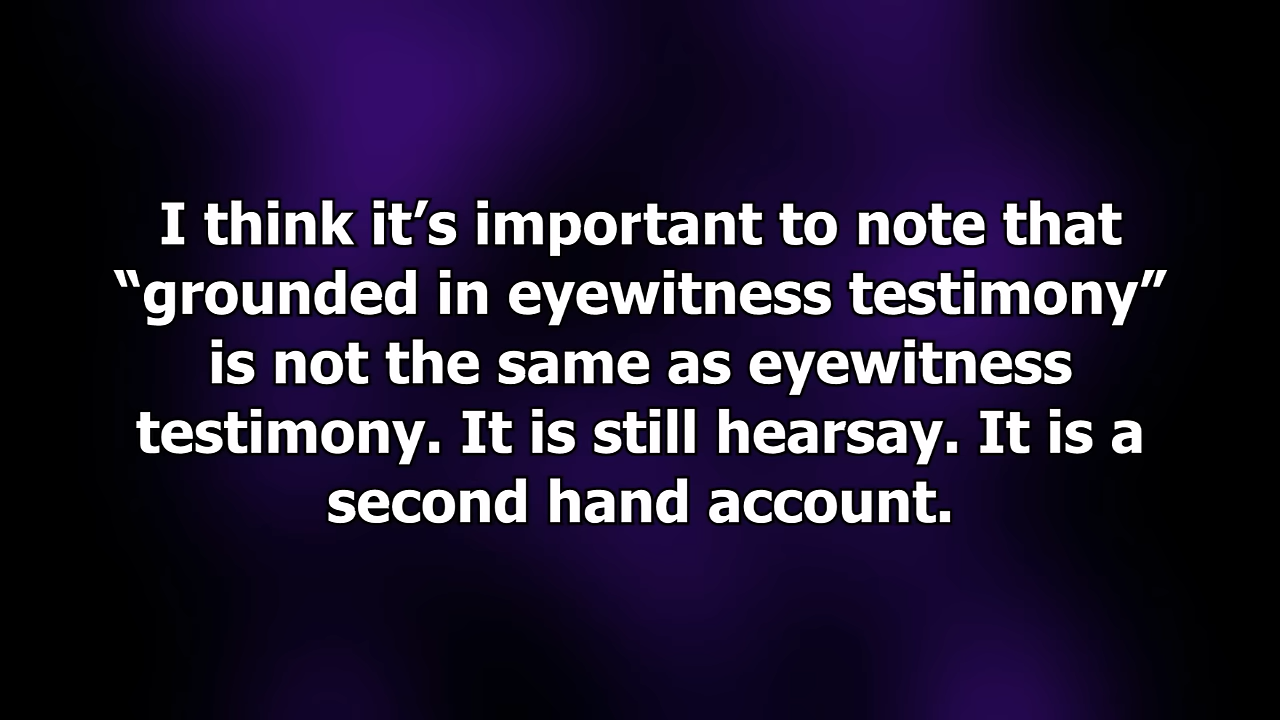 I think it’s important to note that
“grounded in eyewitness testimony”
is not the same as eyewitness
testimony. It is still hearsay. It is a
second hand account.